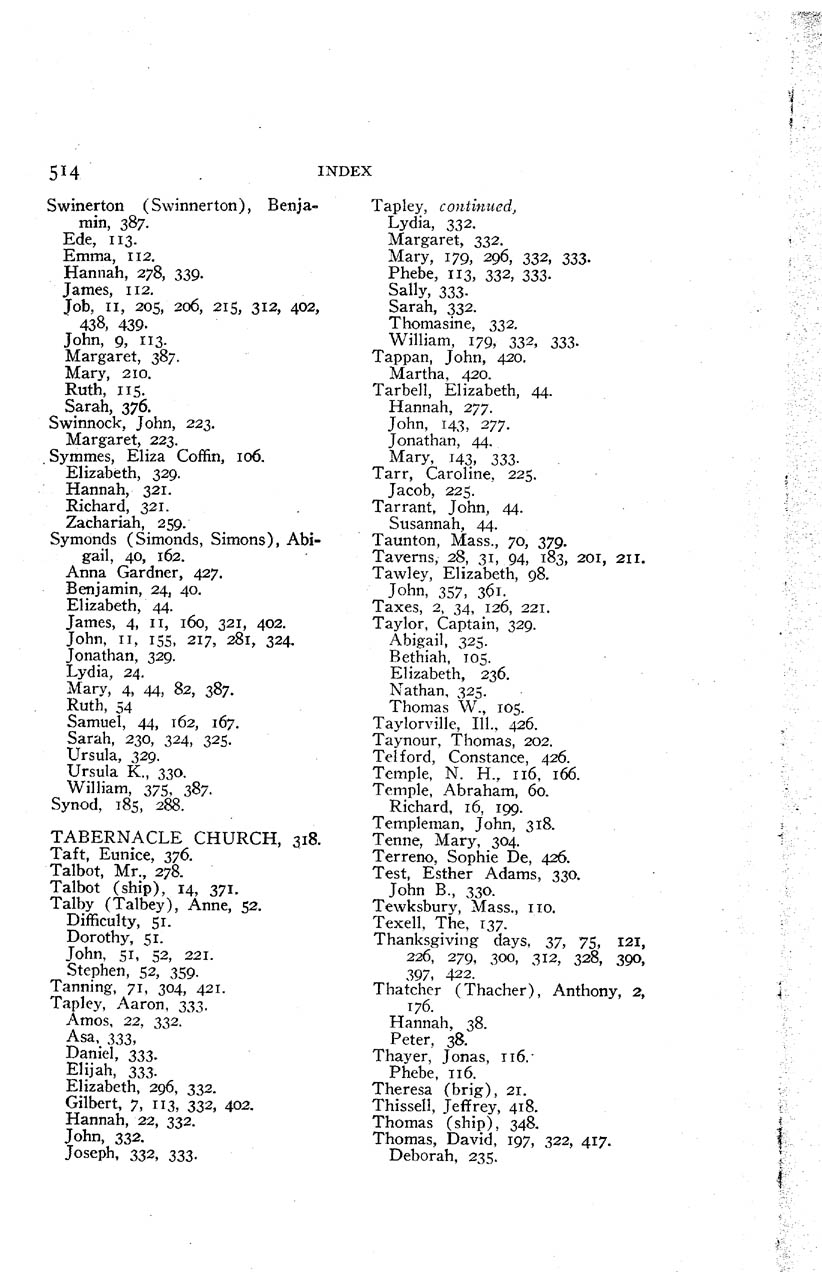 514
INDEX
Swinerton (Swinnerton), Benja-
min, 387.
Ede, 113.
Emma, 112.
Hannah, 278, 339.
James, 112.
Job, 11, 205, 206, 215, 312, 402,
438, 439.
John, 9, 113.
Margaret, 387.
Mary, 210.
Ruth, 115.
Sarah, 376.
Swinnock, John, 223.
Margaret, 223.
Symmes, Eliza Coffin, 106.
Elizabeth, 329.
Hannah, 321.
Richard, 321.
Zachariah, 259.
Symonds (Simonds, Simons), Abi-
gail, 40, 162.
Anna Gardner, 427.
Benjamin, 24, 40.
Elizabeth, 44.
James, 4, 11, 160, 321, 402.
John, 11, 155, 217, 281, 324.
Jonathan, 329.
Lydia, 24.
Mary, 4, 44, 82, 387.
Ruth, 54
Samuel, 44, 162, 167.
Sarah, 230, 324, 325.
Ursula, 329.
Ursula K., 330.
William, 375, 387.
Synod, 185, 288.
TABERNACLE CHURCH, 318.
Taft, Eunice, 376.
Talbot, Mr., 278.
Talbot (ship), 14, 371.
Talby (Talbey), Anne, 52.
Difficulty, 51.
Dorothy, 51.
John, 51, 52, 221.
Stephen, 52, 359.
Tanning, 71, 304, 421.
Tapley, Aaron, 333.
Amos, 22, 332.
Asa, 333,
Daniel, 333.
Elijah, 333.
Elizabeth, 296, 332.
Gilbert, 7, 113, 332, 402.
Hannah, 22, 332.
John, 332.
Joseph, 332, 333.
Tapley, continued,
Lydia, 332.
Margaret, 332.
Mary, 179, 296, 332, 333.
Phebe, 113, 332, 333.
Sally, 333.
Sarah, 332.
Thomasine, 332.
William, 179, 332, 333.
Tappan, John, 420.
Martha, 420.
Tarbell, Elizabeth, 44.
Hannah, 277.
John, 143, 277.
Jonathan, 44.
Mary, 143, 333.
Tarr, Caroline, 225.
Jacob, 225.
Tarrant, John, 44.
Susannah, 44.
Taunton, Mass., 70, 379.
Taverns, 28, 31, 94, 183, 201, 211.
Tawley, Elizabeth, 98.
John, 357, 361.
Taxes, 2, 34, 126, 221.
Taylor, Captain, 329.
Abigail, 325.
Bethiah, 105.
Elizabeth, 236.
Nathan, 325.
Thomas W., 105.
Taylorville, Ill., 426.
Taynour, Thomas, 202.
Telford, Constance, 426.
Temple, N. H., 116, 166.
Temple, Abraham, 60.
Richard, 16, 199.
Templeman, John, 318.
Tenne, Mary, 304.
Terreno, Sophie De, 426.
Test, Esther Adams, 330.
John B., 330.
Tewksbury, Mass., 110.
Texell, The, 137.
Thanksgiving days, 37, 75, 121,
226, 279, 300, 312, 328, 390,
397, 422.
Thatcher (Thacher), Anthony, 2,
176.
Hannah, 38.
Peter, 38.
Thayer, Jonas, 116.
Phebe, 116.
Theresa (brig), 21.
Thissell, Jeffrey, 418.
Thomas (ship), 348.
Thomas, David, 197, 322, 417.
Deborah, 235.